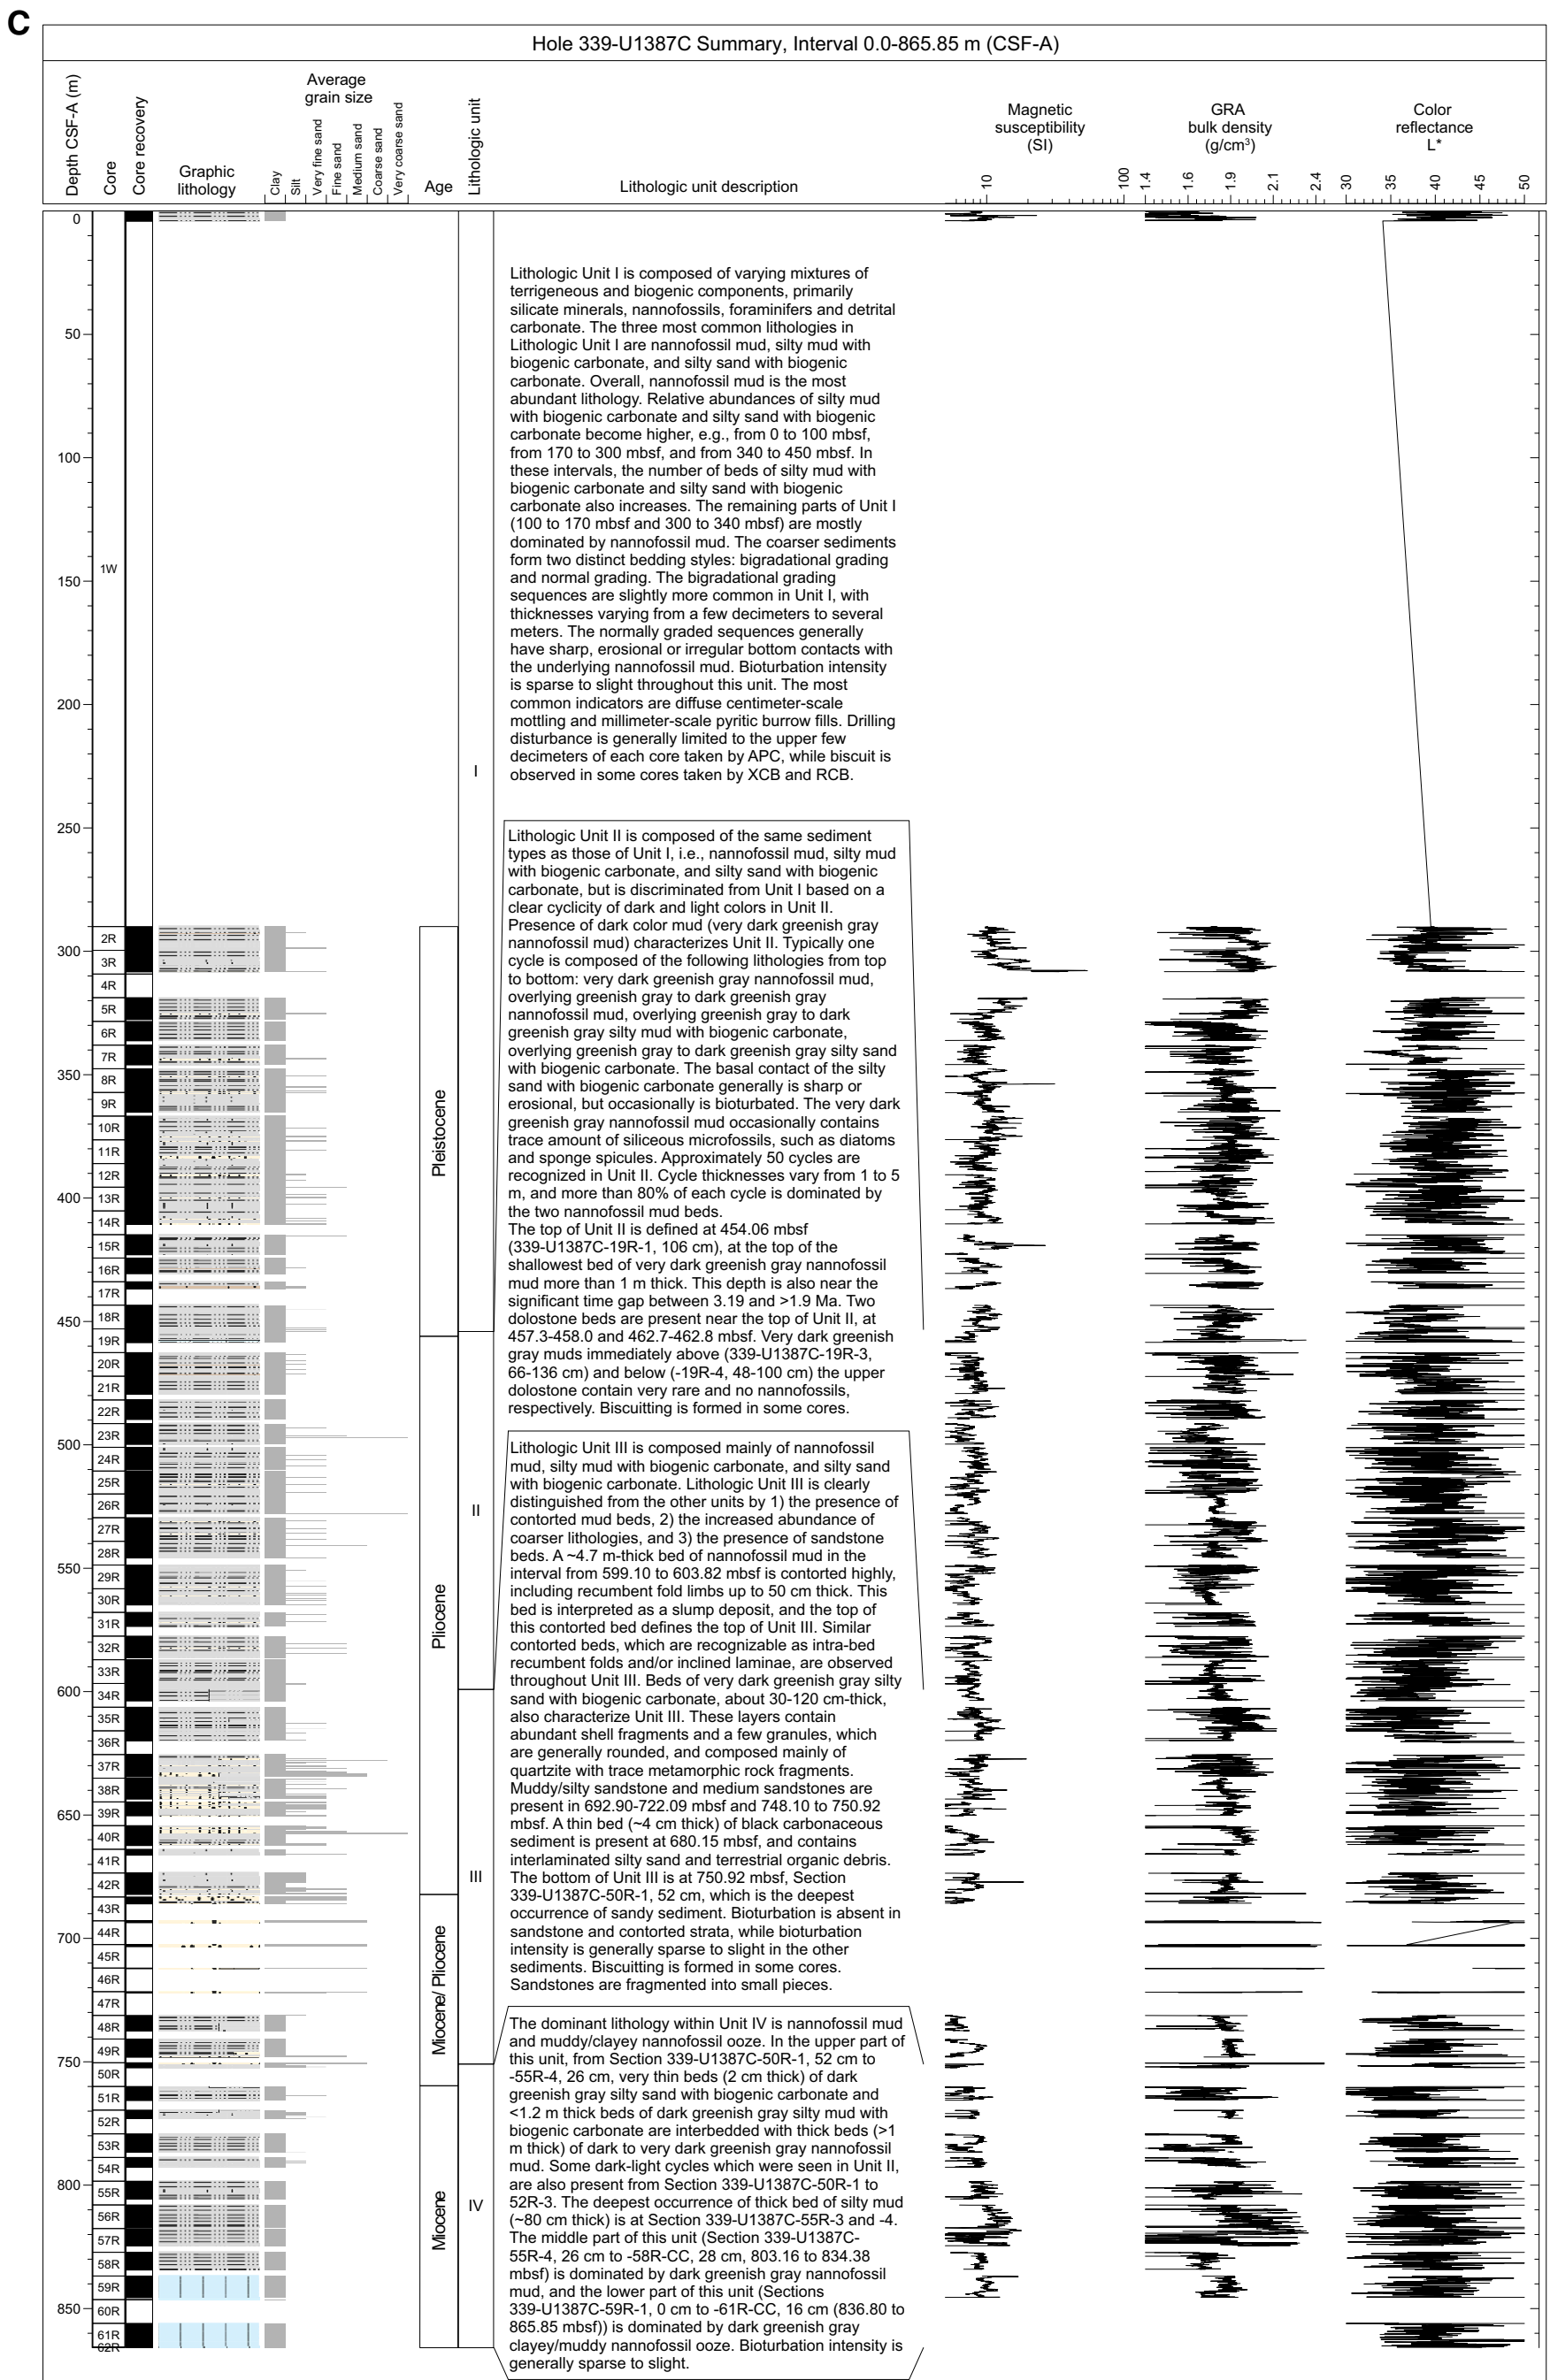 C
Hole 339-U1387C Summary, Interval 0.0-865.85 m (CSF-A)
Depth CSF-A (m)
Core
Core recovery
Graphic
lithology
Average
grain size
Clay
Silt
Very fine sand
Fine sand
Medium sand
Coarse sand
Very coarse sand
Age
Lithologic unit
Lithologic unit description
Magnetic
susceptibility
(SI)
10
100
GRA
bulk density
(g/cm³)
1.4
1.6
1.9
2.1
2.4
Color
reflectance
L*
30
35
40
45
50
0
50
100
150
200
250
300
350
400
450
500
550
600
650
700
750
800
850
1W
2R
3R
4R
5R
6R
7R
8R
9R
10R
11R
12R
13R
14R
15R
16R
17R
18R
19R
20R
21R
22R
23R
24R
25R
26R
27R
28R
29R
30R
31R
32R
33R
34R
35R
36R
37R
38R
39R
40R
41R
42R
43R
44R
45R
46R
47R
48R
49R
50R
51R
52R
53R
54R
55R
56R
57R
58R
59R
60R
61R
62R
Pleistocene
Pliocene
Miocene/ Pliocene
Miocene
I
II
III
IV
Lithologic Unit I is composed of varying mixtures of
terrigeneous and biogenic components, primarily
silicate minerals, nannofossils, foraminifers and detrital
carbonate. The three most common lithologies in
Lithologic Unit I are nannofossil mud, silty mud with
biogenic carbonate, and silty sand with biogenic
carbonate. Overall, nannofossil mud is the most
abundant lithology. Relative abundances of silty mud
with biogenic carbonate and silty sand with biogenic
carbonate become higher, e.g., from 0 to 100 mbsf,
from 170 to 300 mbsf, and from 340 to 450 mbsf. In
these intervals, the number of beds of silty mud with
biogenic carbonate and silty sand with biogenic
carbonate also increases. The remaining parts of Unit I
(100 to 170 mbsf and 300 to 340 mbsf) are mostly
dominated by nannofossil mud. The coarser sediments
form two distinct bedding styles: bigradational grading
and normal grading. The bigradational grading
sequences are slightly more common in Unit I, with
thicknesses varying from a few decimeters to several
meters. The normally graded sequences generally
have sharp, erosional or irregular bottom contacts with
the underlying nannofossil mud. Bioturbation intensity
is sparse to slight throughout this unit. The most
common indicators are diffuse centimeter-scale
mottling and millimeter-scale pyritic burrow fills. Drilling
disturbance is generally limited to the upper few
decimeters of each core taken by APC, while biscuit is
observed in some cores taken by XCB and RCB.
Lithologic Unit II is composed of the same sediment
types as those of Unit I, i.e., nannofossil mud, silty mud
with biogenic carbonate, and silty sand with biogenic
carbonate, but is discriminated from Unit I based on a
clear cyclicity of dark and light colors in Unit II.
Presence of dark color mud (very dark greenish gray
nannofossil mud) characterizes Unit II. Typically one
cycle is composed of the following lithologies from top
to bottom: very dark greenish gray nannofossil mud,
overlying greenish gray to dark greenish gray
nannofossil mud, overlying greenish gray to dark
greenish gray silty mud with biogenic carbonate,
overlying greenish gray to dark greenish gray silty sand
with biogenic carbonate. The basal contact of the silty
sand with biogenic carbonate generally is sharp or
erosional, but occasionally is bioturbated. The very dark
greenish gray nannofossil mud occasionally contains
trace amount of siliceous microfossils, such as diatoms
and sponge spicules. Approximately 50 cycles are
recognized in Unit II. Cycle thicknesses vary from 1 to 5
m, and more than 80% of each cycle is dominated by
the two nannofossil mud beds.
The top of Unit II is defined at 454.06 mbsf
(339-U1387C-19R-1, 106 cm), at the top of the
shallowest bed of very dark greenish gray nannofossil
mud more than 1 m thick. This depth is also near the
significant time gap between 3.19 and >1.9 Ma. Two
dolostone beds are present near the top of Unit II, at
457.3-458.0 and 462.7-462.8 mbsf. Very dark greenish
gray muds immediately above (339-U1387C-19R-3,
66-136 cm) and below (-19R-4, 48-100 cm) the upper
dolostone contain very rare and no nannofossils,
respectively. Biscuitting is formed in some cores.
Lithologic Unit III is composed mainly of nannofossil
mud, silty mud with biogenic carbonate, and silty sand
with biogenic carbonate. Lithologic Unit III is clearly
distinguished from the other units by 1) the presence of
contorted mud beds, 2) the increased abundance of
coarser lithologies, and 3) the presence of sandstone
beds. A ~4.7 m-thick bed of nannofossil mud in the
interval from 599.10 to 603.82 mbsf is contorted highly,
including recumbent fold limbs up to 50 cm thick. This
bed is interpreted as a slump deposit, and the top of
this contorted bed defines the top of Unit III. Similar
contorted beds, which are recognizable as intra-bed
recumbent folds and/or inclined laminae, are observed
throughout Unit III. Beds of very dark greenish gray silty
sand with biogenic carbonate, about 30-120 cm-thick,
also characterize Unit III. These layers contain
abundant shell fragments and a few granules, which
are generally rounded, and composed mainly of
quartzite with trace metamorphic rock fragments.
Muddy/silty sandstone and medium sandstones are
present in 692.90-722.09 mbsf and 748.10 to 750.92
mbsf. A thin bed (~4 cm thick) of black carbonaceous
sediment is present at 680.15 mbsf, and contains
interlaminated silty sand and terrestrial organic debris.
The bottom of Unit III is at 750.92 mbsf, Section
339-U1387C-50R-1, 52 cm, which is the deepest
occurrence of sandy sediment. Bioturbation is absent in
sandstone and contorted strata, while bioturbation
intensity is generally sparse to slight in the other
sediments. Biscuitting is formed in some cores.
Sandstones are fragmented into small pieces.
The dominant lithology within Unit IV is nannofossil mud
and muddy/clayey nannofossil ooze. In the upper part of
this unit, from Section 339-U1387C-50R-1, 52 cm to
-55R-4, 26 cm, very thin beds (2 cm thick) of dark
greenish gray silty sand with biogenic carbonate and
<1.2 m thick beds of dark greenish gray silty mud with
biogenic carbonate are interbedded with thick beds (>1
m thick) of dark to very dark greenish gray nannofossil
mud. Some dark-light cycles which were seen in Unit II,
are also present from Section 339-U1387C-50R-1 to
52R-3. The deepest occurrence of thick bed of silty mud
(~80 cm thick) is at Section 339-U1387C-55R-3 and -4.
The middle part of this unit (Section 339-U1387C-
55R-4, 26 cm to -58R-CC, 28 cm, 803.16 to 834.38
mbsf) is dominated by dark greenish gray nannofossil
mud, and the lower part of this unit (Sections
339-U1387C-59R-1, 0 cm to -61R-CC, 16 cm (836.80 to
865.85 mbsf)) is dominated by dark greenish gray
clayey/muddy nannofossil ooze. Bioturbation intensity is
generally sparse to slight.